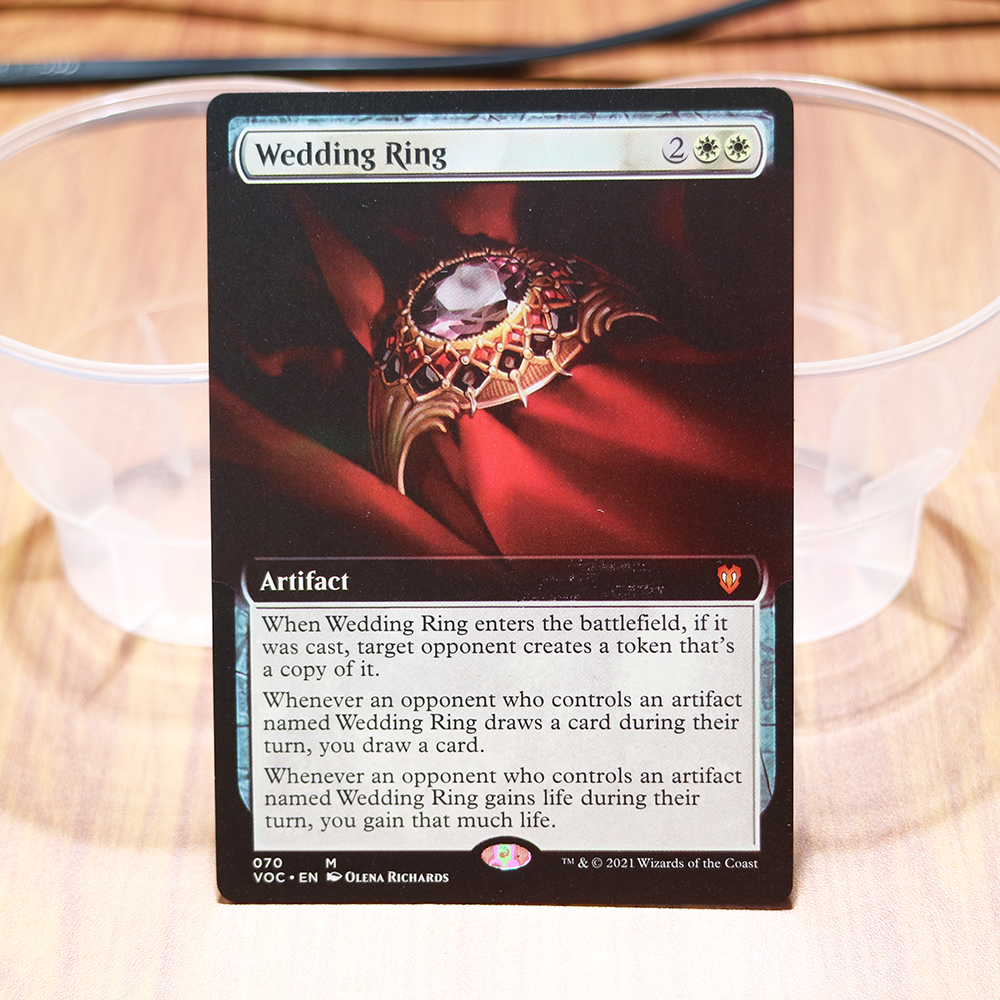 Wedding Ring 2
Artifact
When Wedding Ring enters the battlefield, if it
was cast, target opponent creates a token that's
a copy of it.
Whenever an opponent who controls an artifact
named Wedding Ring draws a card during their
turn, you draw a card.
Whenever an opponent who controls an artifact
named Wedding Ring gains life during their
turn, you gain that much life.
070 M
VOC • EN OLENA RICHARDS
™ & © 2021 Wizards of the Coast